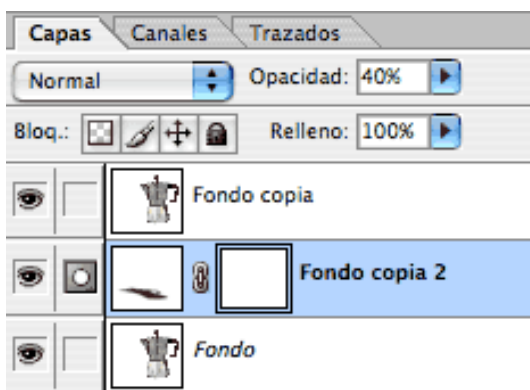 Capas Canales Trazados
Normal Opacidad: 40%
Bloq.: Relleno: 100%
Fondo copia
Fondo copia 2
Fondo